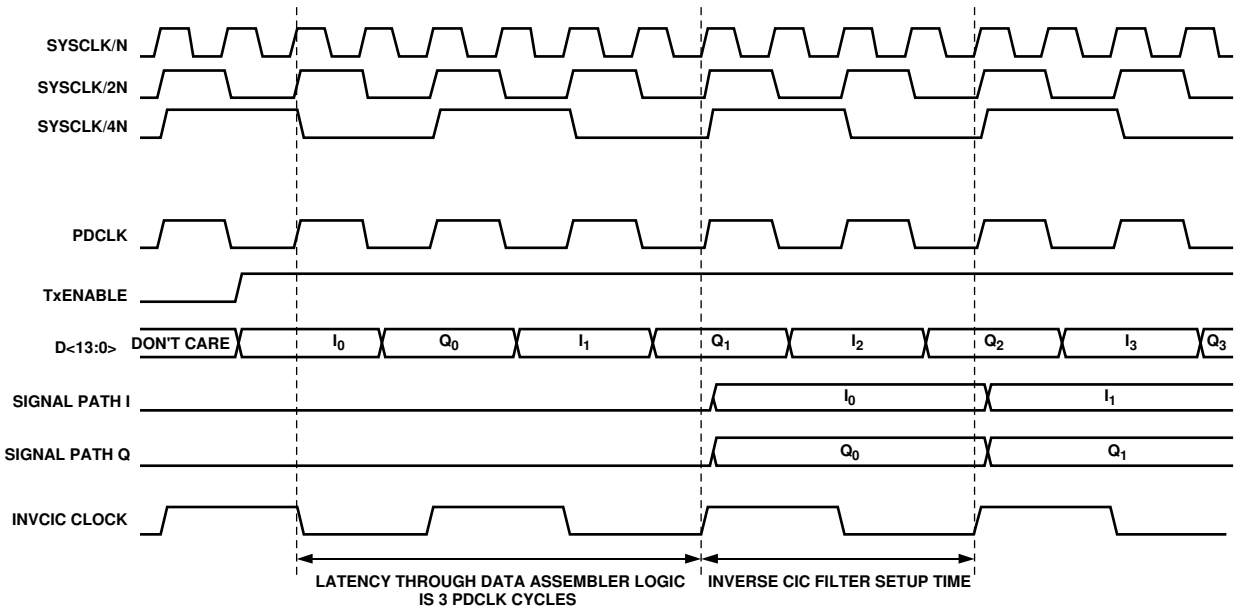 SYSCLK/N
SYSCLK/2N
SYSCLK/4N
PDCLK
TxENABLE
D<13:0> DON'T CARE I0 Q0 I1 Q1 I2 Q2 I3 Q3
SIGNAL PATH I I0 I1
SIGNAL PATH Q Q0 Q1
INVCIC CLOCK
LATENCY THROUGH DATA ASSEMBLER LOGIC
IS 3 PDCLK CYCLES
INVERSE CIC FILTER SETUP TIME